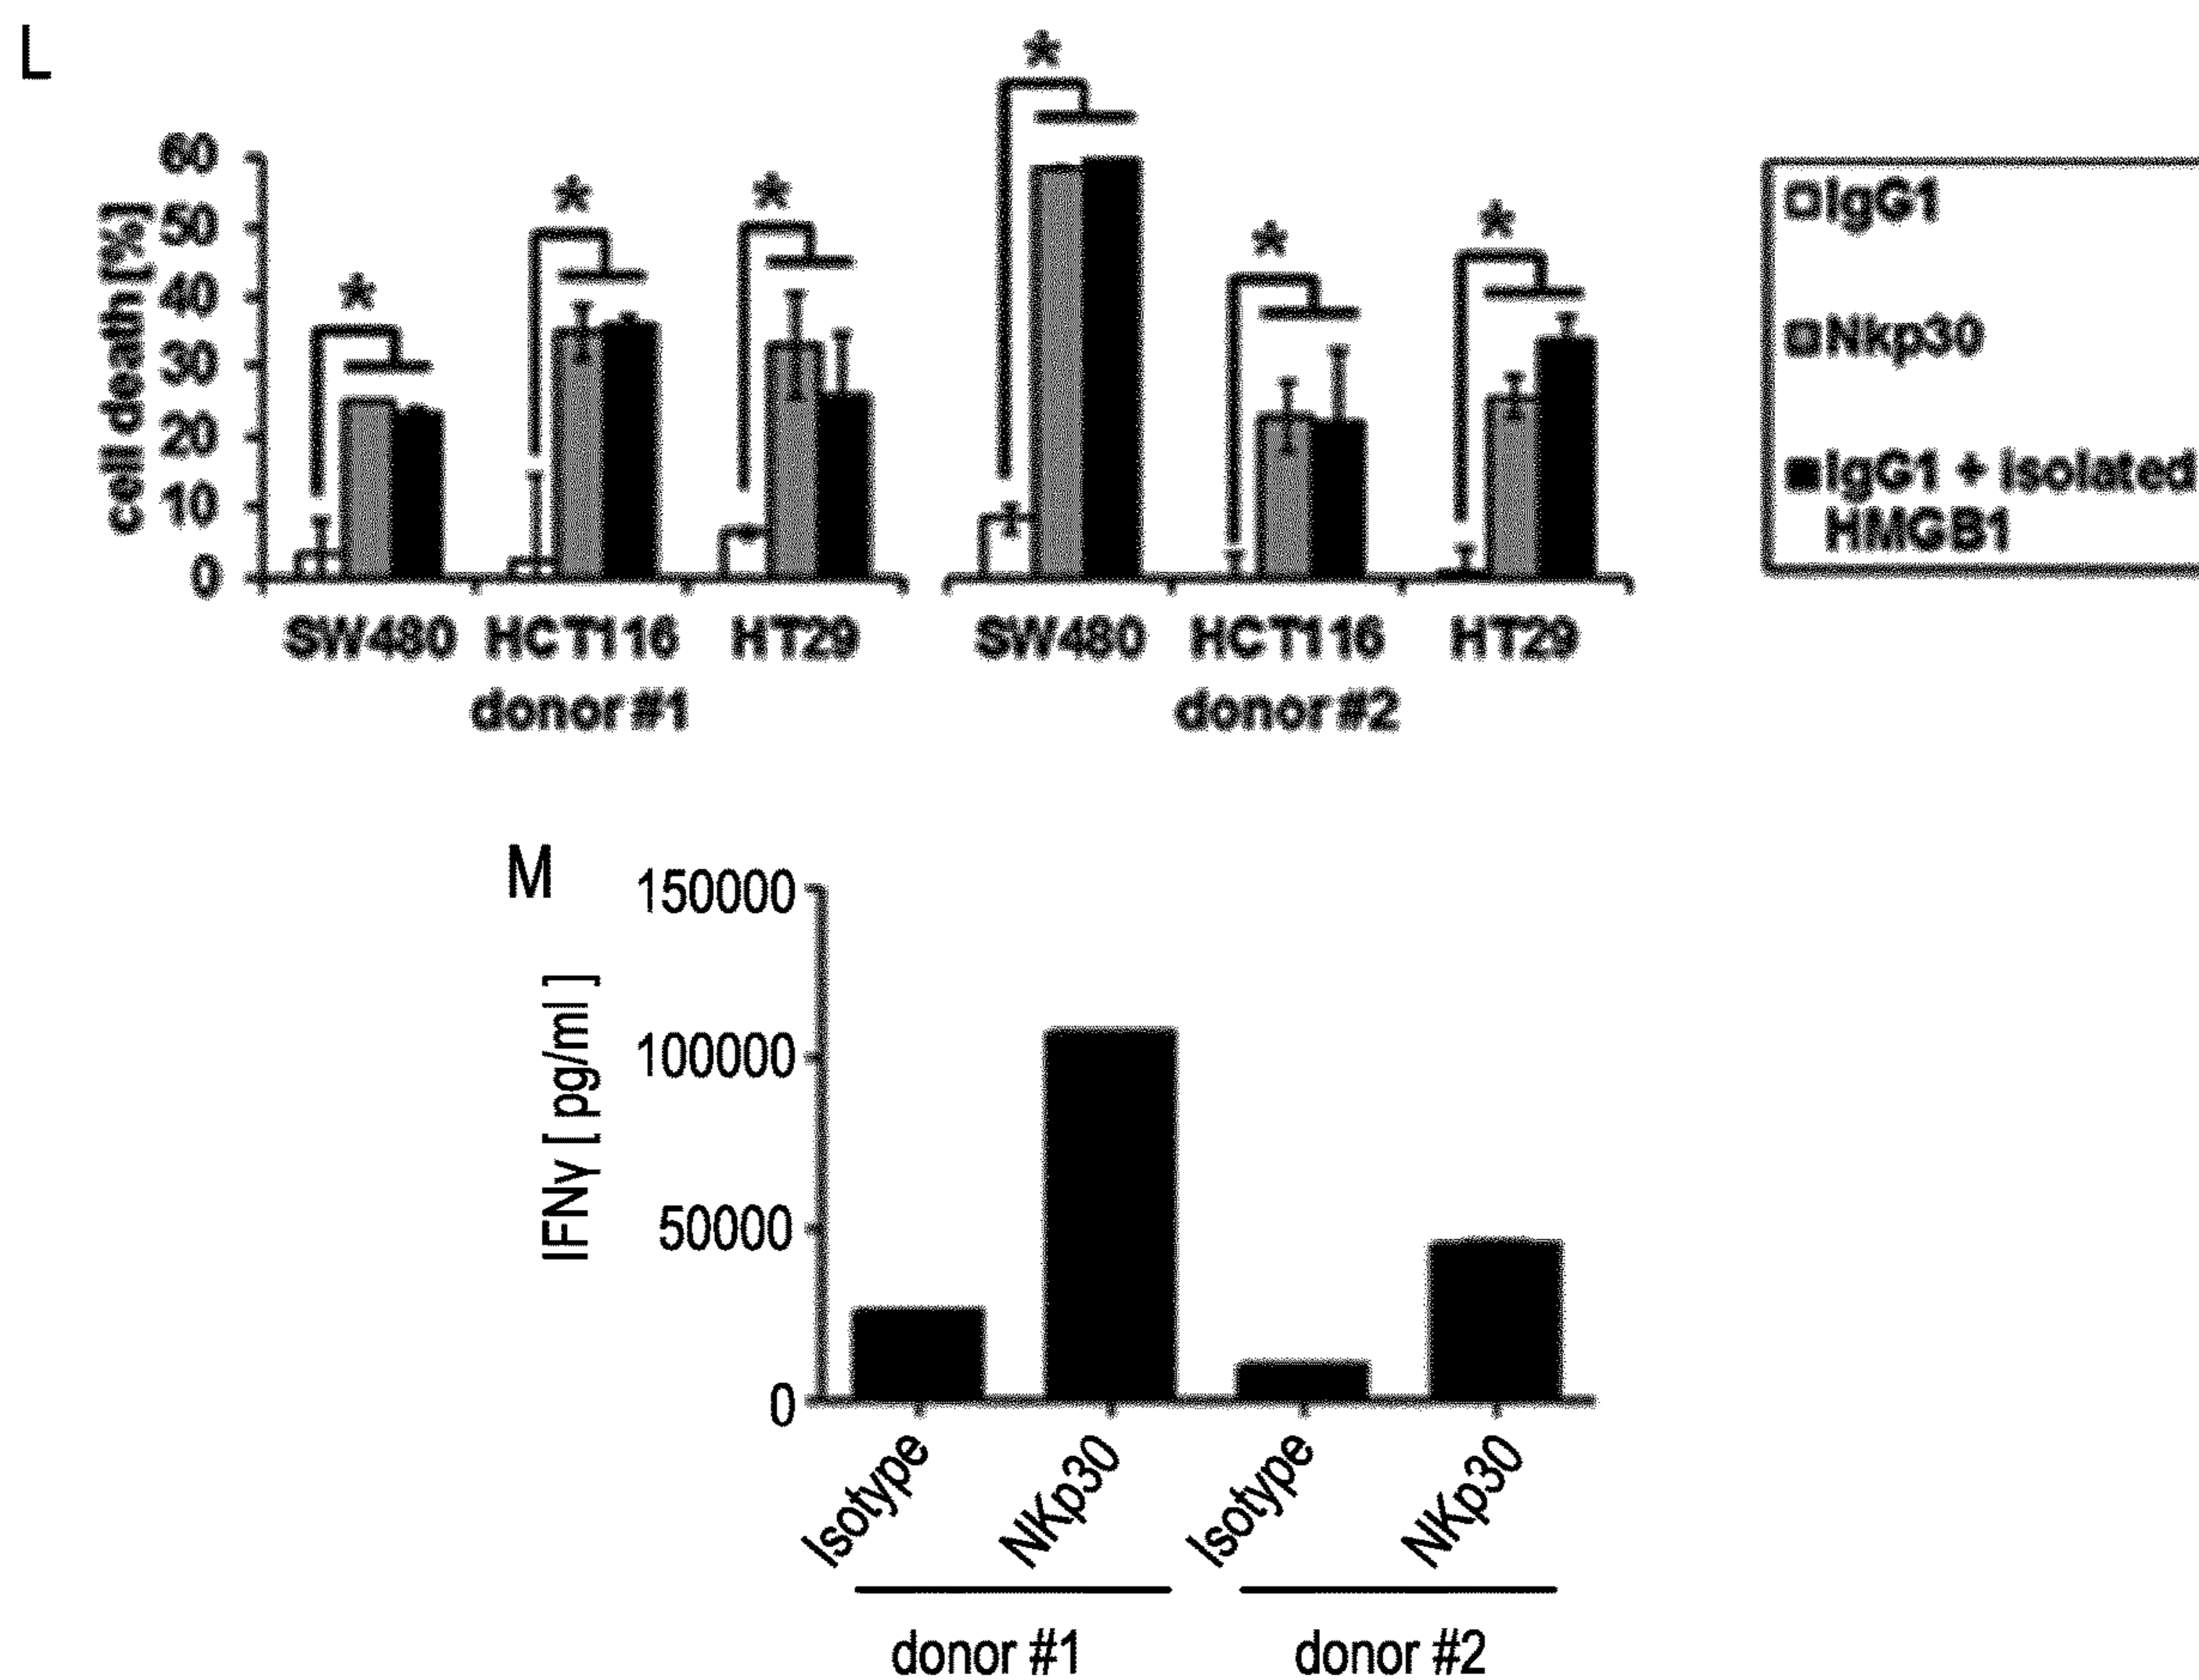 L
*
*
*
*
*
*
cell death [%]
60
50
40
30
20
10
0
SW480 HCT116 HT29
donor #1
SW480 HCT116 HT29
donor #2
IgG1
Nkp30
IgG1 + isolated
HMGB1
M
IFNγ [ pg/ml ]
150000
100000
50000
0
Isotype
NKp30
Isotype
NKp30
donor #1
donor #2